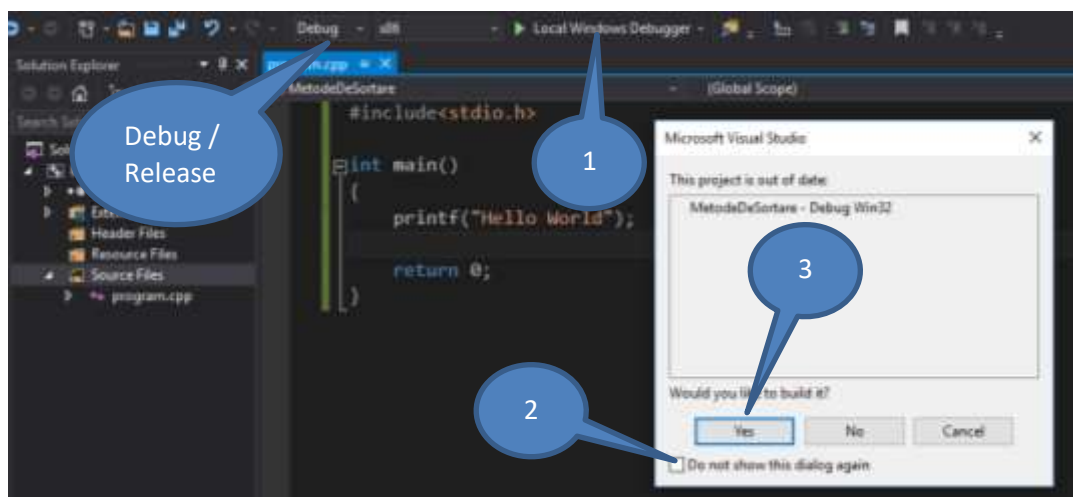 Debug x86 Local Windows Debugger
Solution Explorer
program.cpp
MetodeDeSortare (Global Scope)
Debug /
Release
1
#include<stdio.h>
int main()
{
printf("Hello World");
return 0;
}
Header Files
Resource Files
Source Files
program.cpp
Microsoft Visual Studio
This project is out of date:
MetodeDeSortare - Debug Win32
3
Would you like to build it?
2
Yes No Cancel
Do not show this dialog again